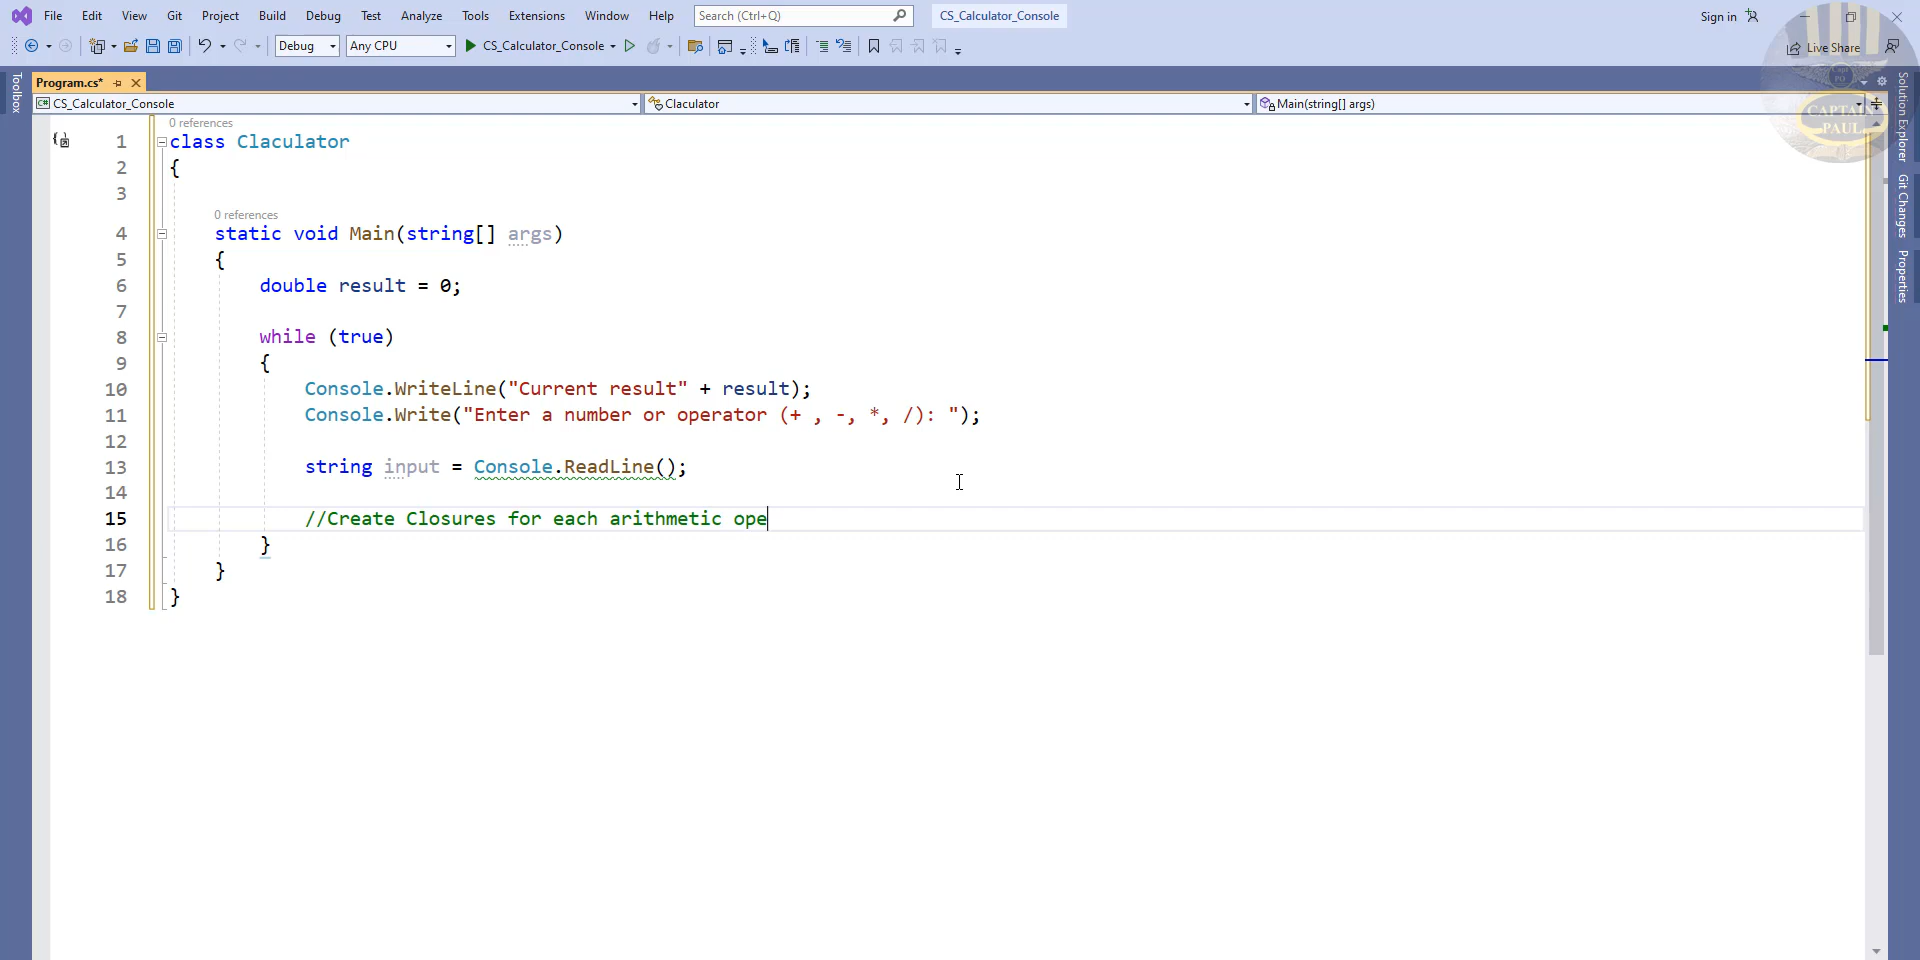 File Edit View Git Project Build Debug Test Analyze Tools Extensions Window Help Search (Ctrl+Q) CS_Calculator_Console Sign in
Debug Any CPU CS_Calculator_Console Live Share
Program.cs*
CS_Calculator_Console Claculator Main(string[] args)
Toolbox
Solution Explorer
Git Changes
Properties
CAPTAIN
PAUL
0 references
1 class Claculator
2 {
3
0 references
4 static void Main(string[] args)
5 {
6 double result = 0;
7
8 while (true)
9 {
10 Console.WriteLine("Current result" + result);
11 Console.Write("Enter a number or operator (+ , -, *, /): ");
12
13 string input = Console.ReadLine();
14
15 //Create Closures for each arithmetic ope
16 }
17 }
18 }